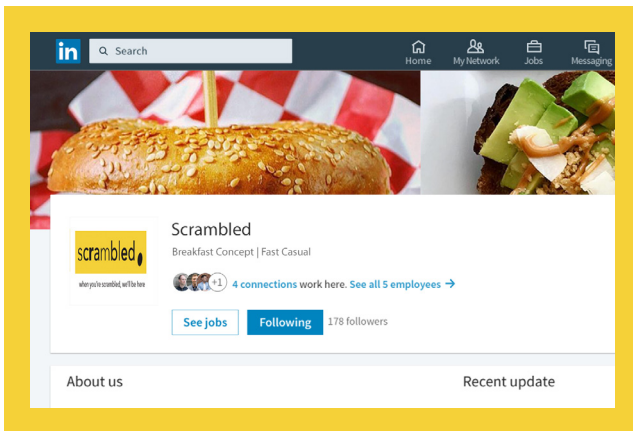 in
Search
Home
My Network
Jobs
Messaging
scrambled.
when you're scrambled, we'll be here
Scrambled
Breakfast Concept | Fast Casual
+1
4 connections work here. See all 5 employees →
See jobs
Following
178 followers
About us
Recent update